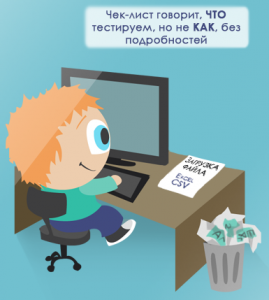 Чек-лист говорит, ЧТО
тестируем, но не КАК, без
подробностей
ЗАГРУЗКА
ФАЙЛА
EXCEL
CSV